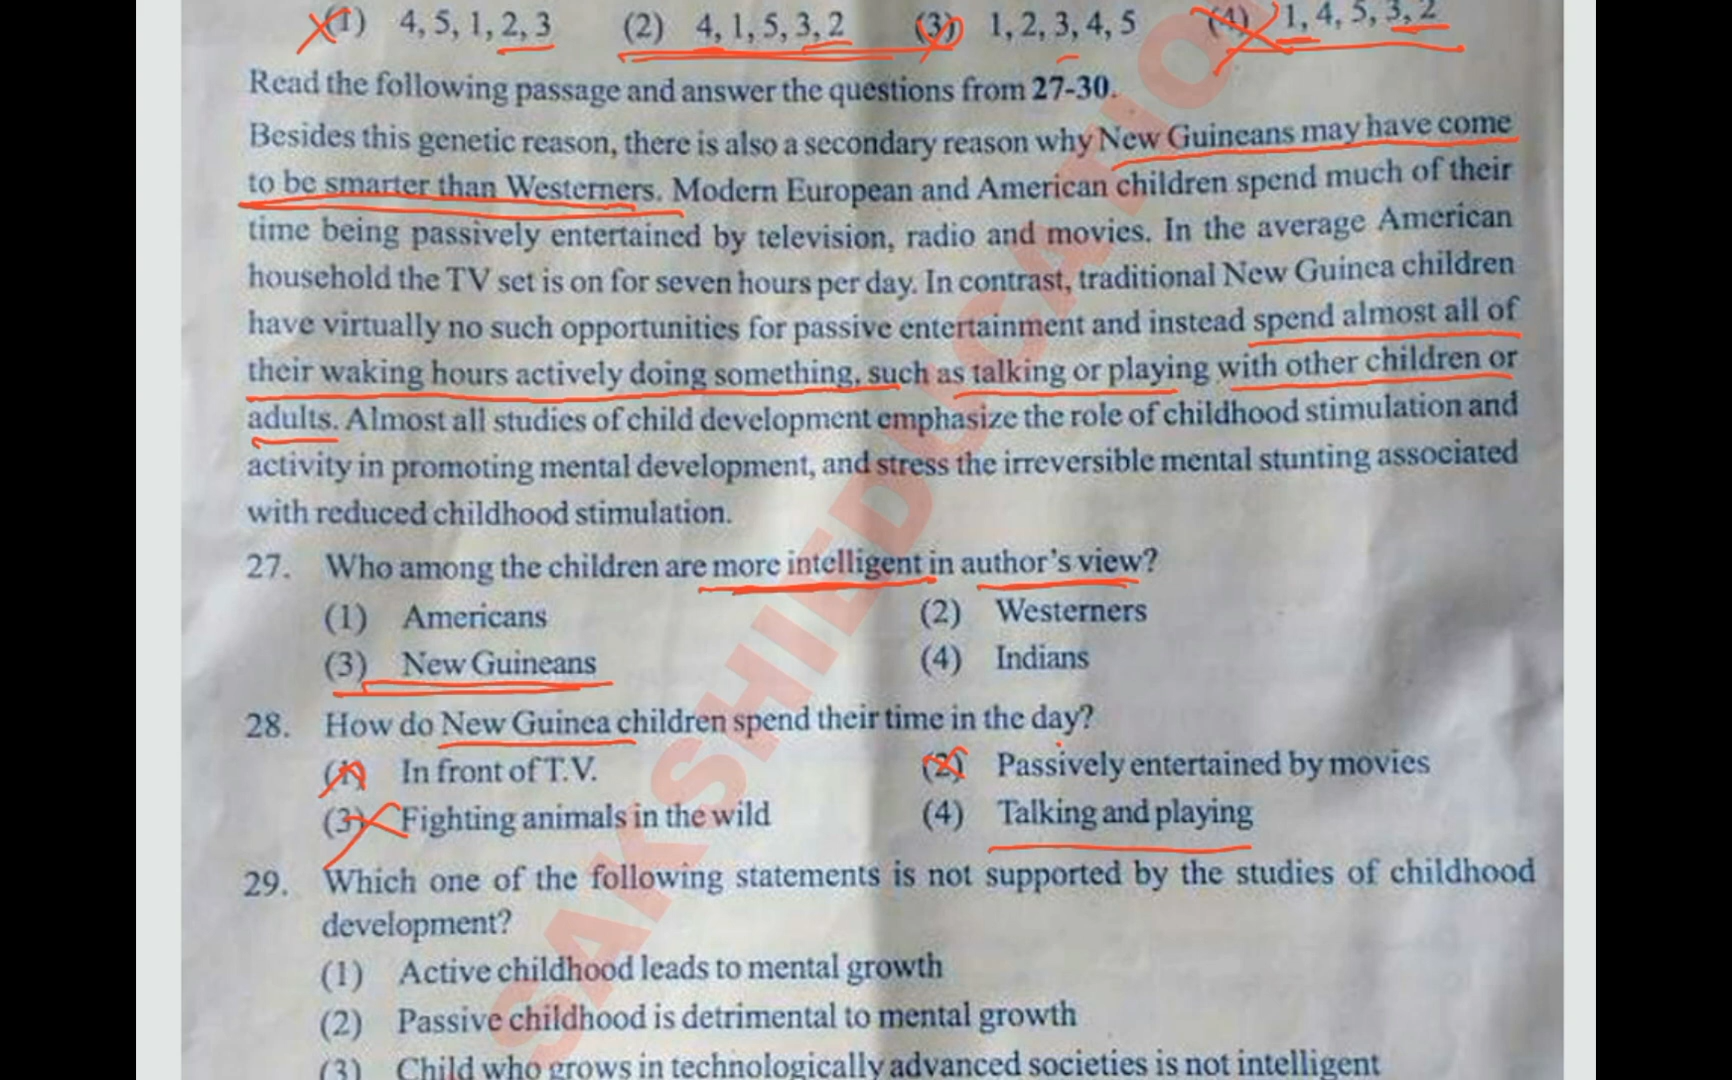 (1) 4, 5, 1, 2, 3 (2) 4, 1, 5, 3, 2 (3) 1, 2, 3, 4, 5 (4) 1, 4, 5, 3, 2
Read the following passage and answer the questions from 27-30.
Besides this genetic reason, there is also a secondary reason why New Guineans may have come
to be smarter than Westerners. Modern European and American children spend much of their
time being passively entertained by television, radio and movies. In the average American
household the TV set is on for seven hours per day. In contrast, traditional New Guinea children
have virtually no such opportunities for passive entertainment and instead spend almost all of
their waking hours actively doing something, such as talking or playing with other children or
adults. Almost all studies of child development emphasize the role of childhood stimulation and
activity in promoting mental development, and stress the irreversible mental stunting associated
with reduced childhood stimulation.
27. Who among the children are more intelligent in author's view?
(1) Americans (2) Westerners
(3) New Guineans (4) Indians
28. How do New Guinea children spend their time in the day?
(1) In front of T.V. (2) Passively entertained by movies
(3) Fighting animals in the wild (4) Talking and playing
29. Which one of the following statements is not supported by the studies of childhood
development?
(1) Active childhood leads to mental growth
(2) Passive childhood is detrimental to mental growth
(3) Child who grows in technologically advanced societies is not intelligent
SAKSHI EDUCATION